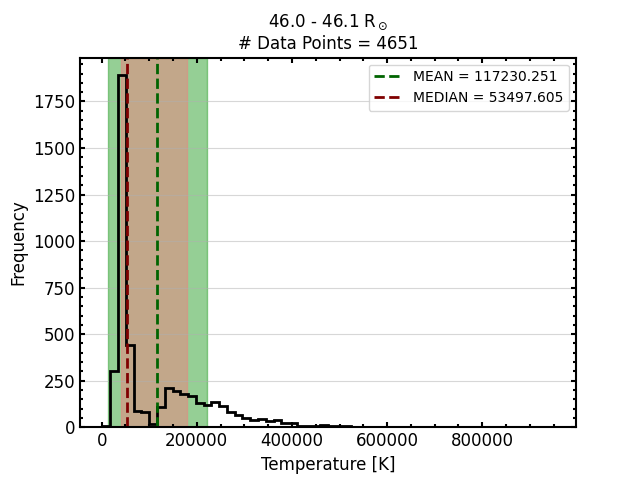 46.0 - 46.1 R⊙
# Data Points = 4651
MEAN = 117230.251
MEDIAN = 53497.605
Frequency
1750
1500
1250
1000
750
500
250
0
0 200000 400000 600000 800000
Temperature [K]